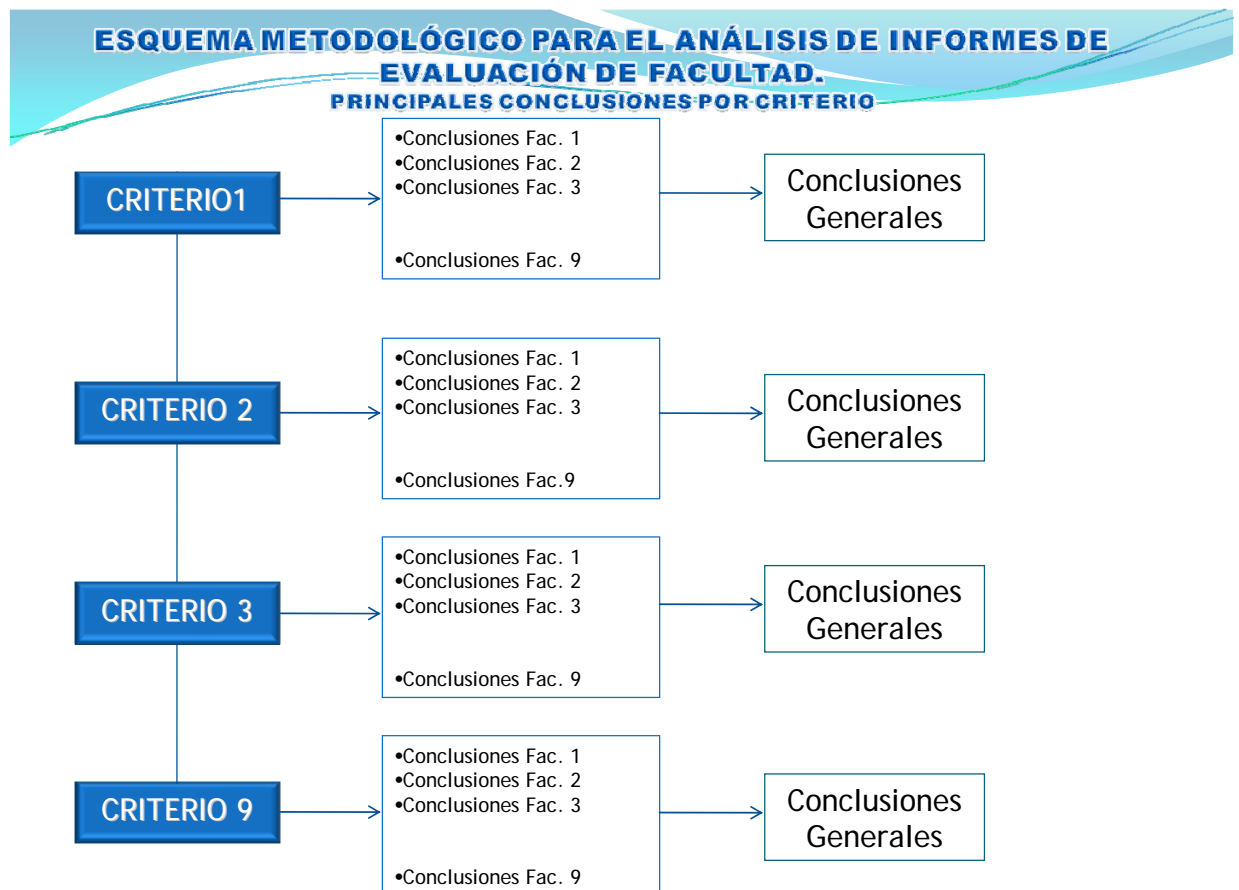 ESQUEMA METODOLÓGICO PARA EL ANÁLISIS DE INFORMES DE
EVALUACIÓN DE FACULTAD.
PRINCIPALES CONCLUSIONES POR CRITERIO
CRITERIO1
•Conclusiones Fac. 1
•Conclusiones Fac. 2
•Conclusiones Fac. 3
•Conclusiones Fac. 9
Conclusiones
Generales
CRITERIO 2
•Conclusiones Fac. 1
•Conclusiones Fac. 2
•Conclusiones Fac. 3
•Conclusiones Fac.9
Conclusiones
Generales
CRITERIO 3
•Conclusiones Fac. 1
•Conclusiones Fac. 2
•Conclusiones Fac. 3
•Conclusiones Fac. 9
Conclusiones
Generales
CRITERIO 9
•Conclusiones Fac. 1
•Conclusiones Fac. 2
•Conclusiones Fac. 3
•Conclusiones Fac. 9
Conclusiones
Generales